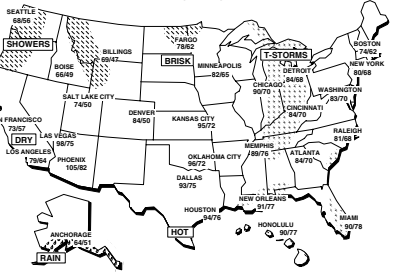 SEATTLE
68/56
SHOWERS
BILLINGS
69/47
BOISE
66/49
FARGO
78/62
BRISK
MINNEAPOLIS
82/65
T-STORMS
DETROIT
84/68
CHICAGO
90/70
BOSTON
74/62
NEW YORK
80/68
WASHINGTON
83/70
CINCINNATI
84/70
RALEIGH
81/68
SALT LAKE CITY
74/50
DENVER
84/50
KANSAS CITY
95/72
N FRANCISCO
73/57
DRY
LAS VEGAS
98/75
LOS ANGELES
79/64
PHOENIX
105/82
OKLAHOMA CITY
96/72
MEMPHIS
89/76
ATLANTA
84/70
DALLAS
93/75
HOUSTON
94/76
NEW ORLEANS
91/77
MIAMI
90/78
HOT
HONOLULU
90/77
ANCHORAGE
64/51
RAIN